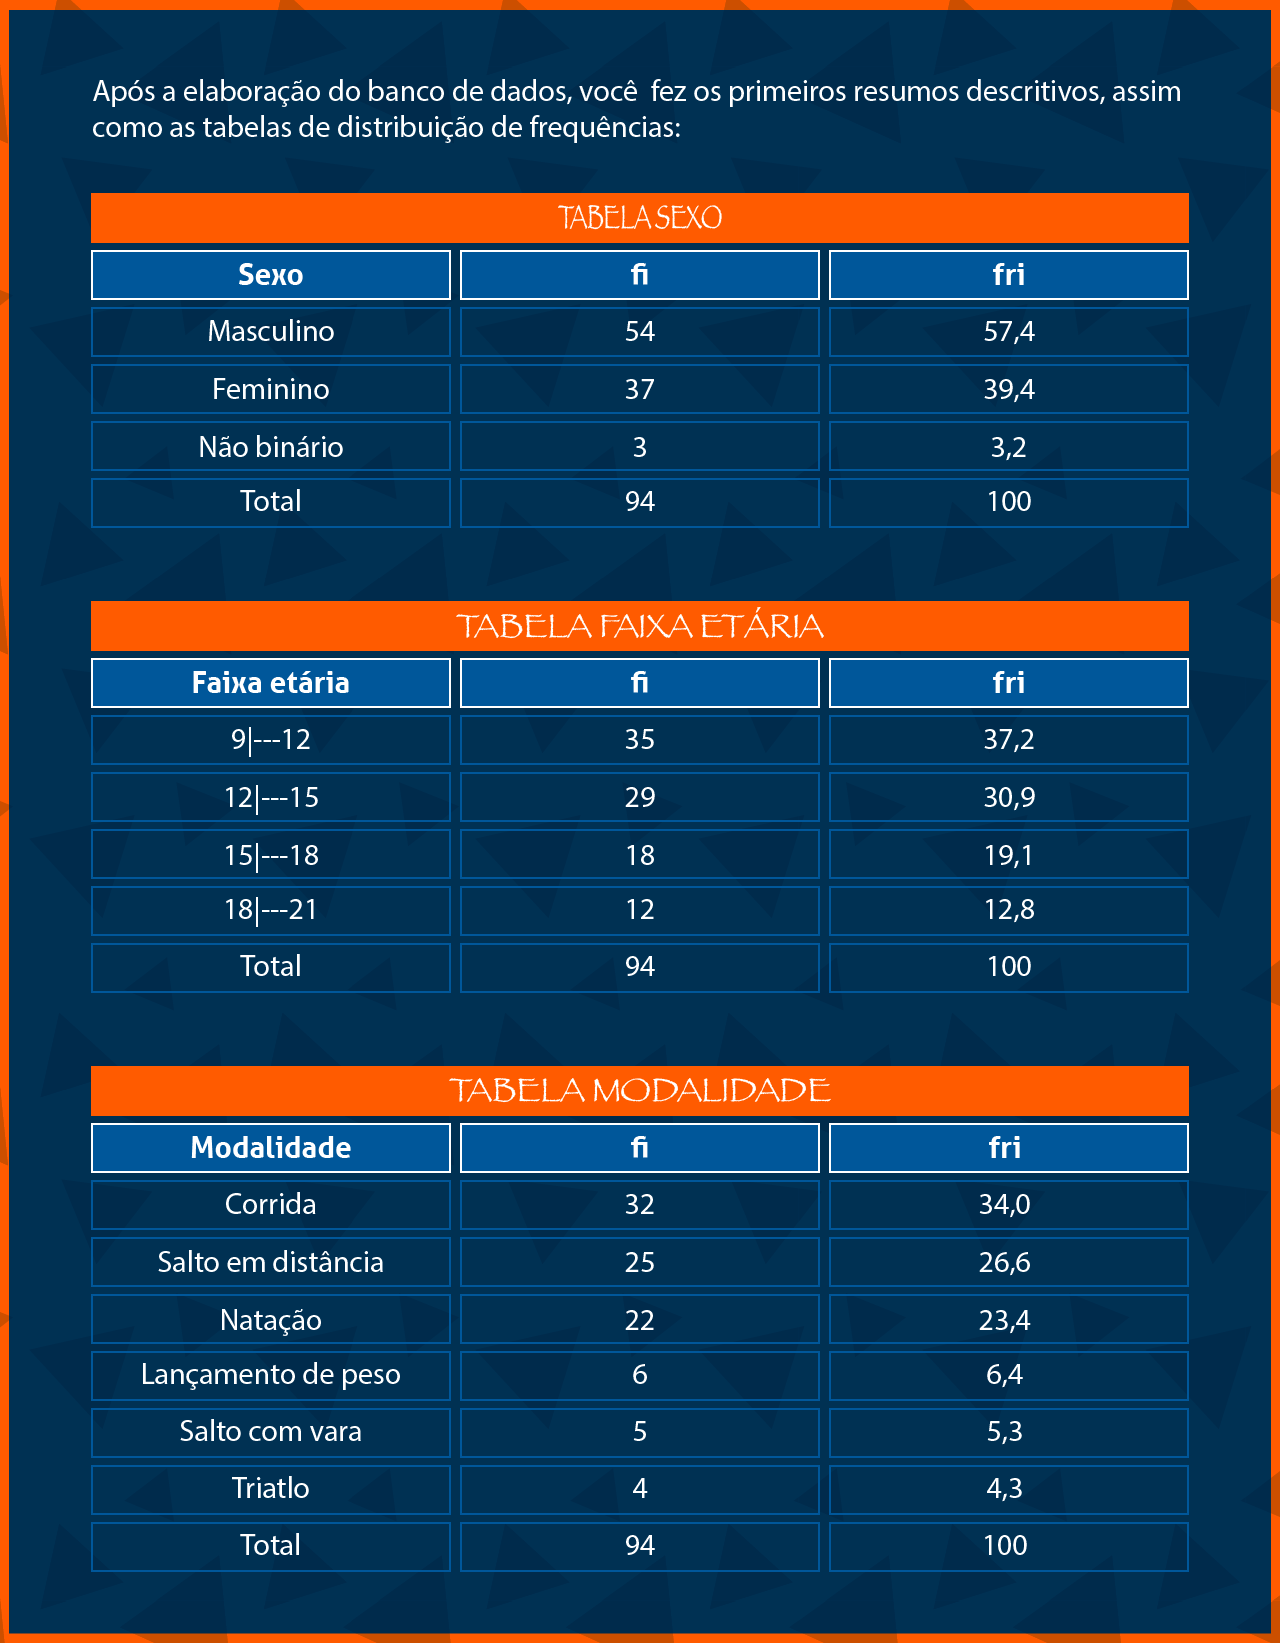 Após a elaboração do banco de dados, você fez os primeiros resumos descritivos, assim
como as tabelas de distribuição de frequências:
TABELA SEXO
Sexo fi fri
Masculino 54 57,4
Feminino 37 39,4
Não binário 3 3,2
Total 94 100
TABELA FAIXA ETÁRIA
Faixa etária fi fri
9|---12 35 37,2
12|---15 29 30,9
15|---18 18 19,1
18|---21 12 12,8
Total 94 100
TABELA MODALIDADE
Modalidade fi fri
Corrida 32 34,0
Salto em distância 25 26,6
Natação 22 23,4
Lançamento de peso 6 6,4
Salto com vara 5 5,3
Triatlo 4 4,3
Total 94 100